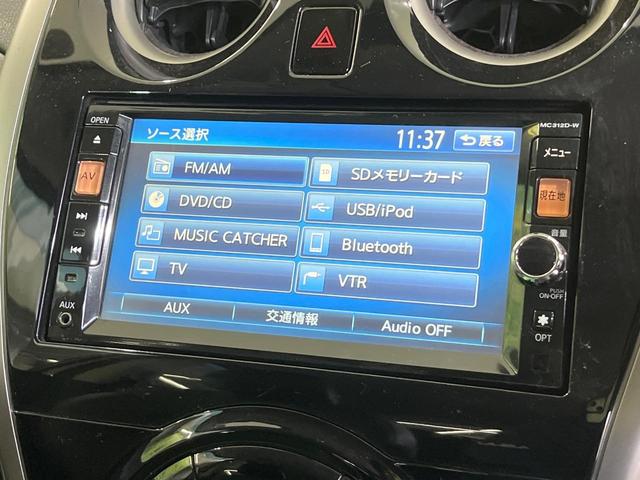 OPEN
MC312D-W
AV
AUX
ソース選択
11:37
戻る
FM/AM
SDメモリーカード
SD
DVD/CD
USB/iPod
MUSIC CATCHER
Bluetooth
TV
VTR
AUX
交通情報
Audio OFF
メニュー
現在地
音量
PUSH
ON-OFF
OPT